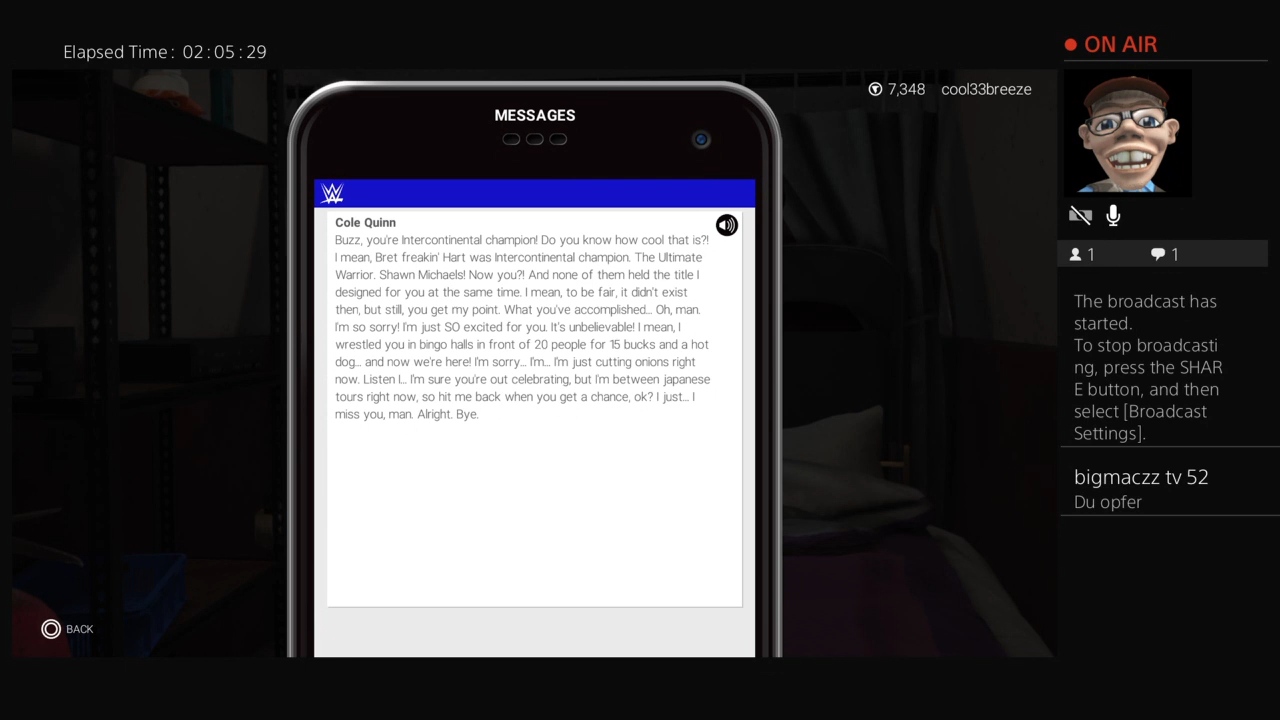 Elapsed Time: 02:05:29
ON AIR
7,348 cool33breeze
MESSAGES
W
Cole Quinn
Buzz, you're Intercontinental champion! Do you know how cool that is?!
I mean, Bret freakin' Hart was Intercontinental champion. The Ultimate
Warrior. Shawn Michaels! Now you?! And none of them held the title I
designed for you at the same time. I mean, to be fair, it didn't exist
then, but still, you get my point. What you've accomplished... Oh, man.
I'm so sorry! I'm just SO excited for you. It's unbelievable! I mean, I
wrestled you in bingo halls in front of 20 people for 15 bucks and a hot
dog... and now we're here! I'm sorry... I'm... I'm just cutting onions right
now. Listen I... I'm sure you're out celebrating, but I'm between japanese
tours right now, so hit me back when you get a chance, ok? I just... I
miss you, man. Alright. Bye.
BACK
1 1
The broadcast has
started.
To stop broadcasti
ng, press the SHAR
E button, and then
select [Broadcast
Settings].
bigmaczz tv 52
Du opfer